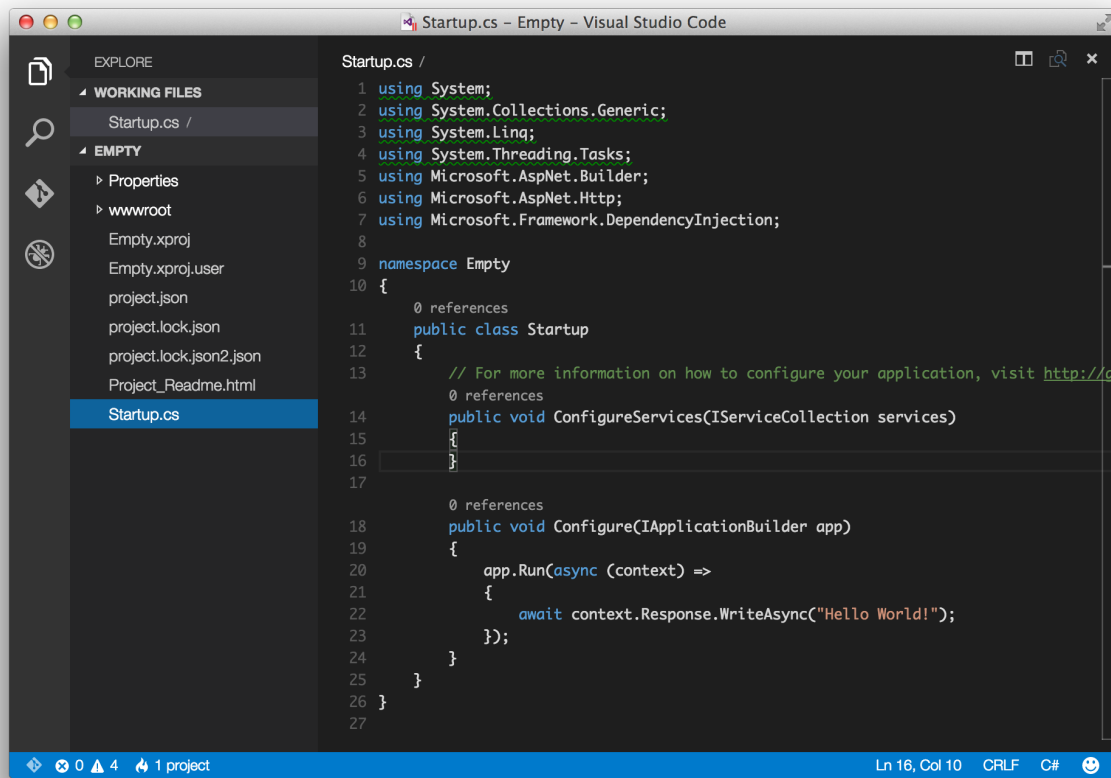 Startup.cs - Empty - Visual Studio Code
EXPLORE
WORKING FILES
Startup.cs /
EMPTY
Properties
wwwroot
Empty.xproj
Empty.xproj.user
project.json
project.lock.json
project.lock.json2.json
Project_Readme.html
Startup.cs
Startup.cs /
1 using System;
2 using System.Collections.Generic;
3 using System.Linq;
4 using System.Threading.Tasks;
5 using Microsoft.AspNet.Builder;
6 using Microsoft.AspNet.Http;
7 using Microsoft.Framework.DependencyInjection;
8
9 namespace Empty
10 {
0 references
11 public class Startup
12 {
13 // For more information on how to configure your application, visit http://g
0 references
14 public void ConfigureServices(IServiceCollection services)
15 {
16 }
17
0 references
18 public void Configure(IApplicationBuilder app)
19 {
20 app.Run(async (context) =>
21 {
22 await context.Response.WriteAsync("Hello World!");
23 });
24 }
25 }
26 }
27
0 4 1 project Ln 16, Col 10 CRLF C#